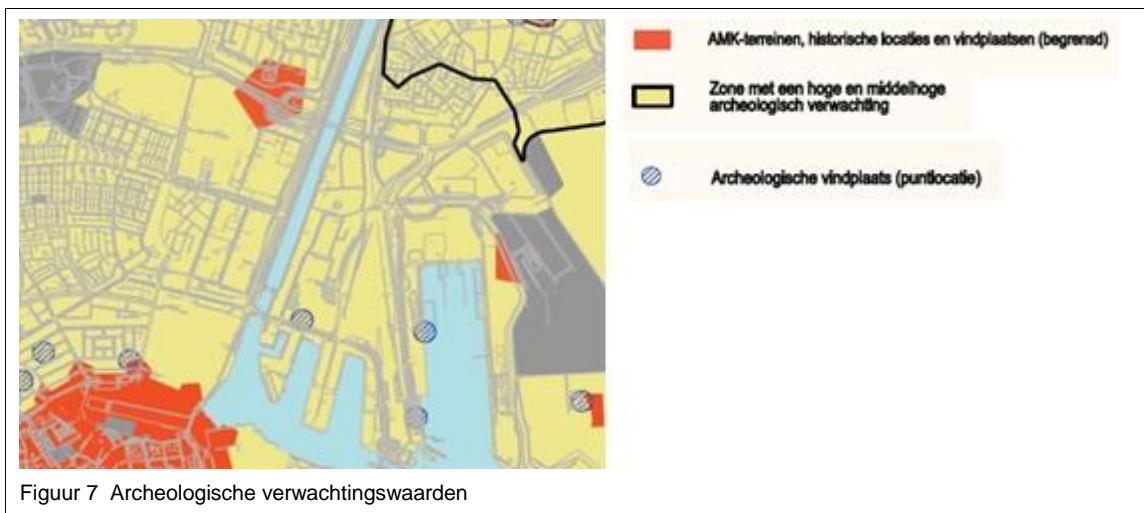 AMK-terreinen, historische locaties en vindplaatsen (begrensd)
Zone met een hoge en middelhoge
archeologisch verwachting
Archeologische vindplaats (puntlocatie)
Figuur 7 Archeologische verwachtingswaarden